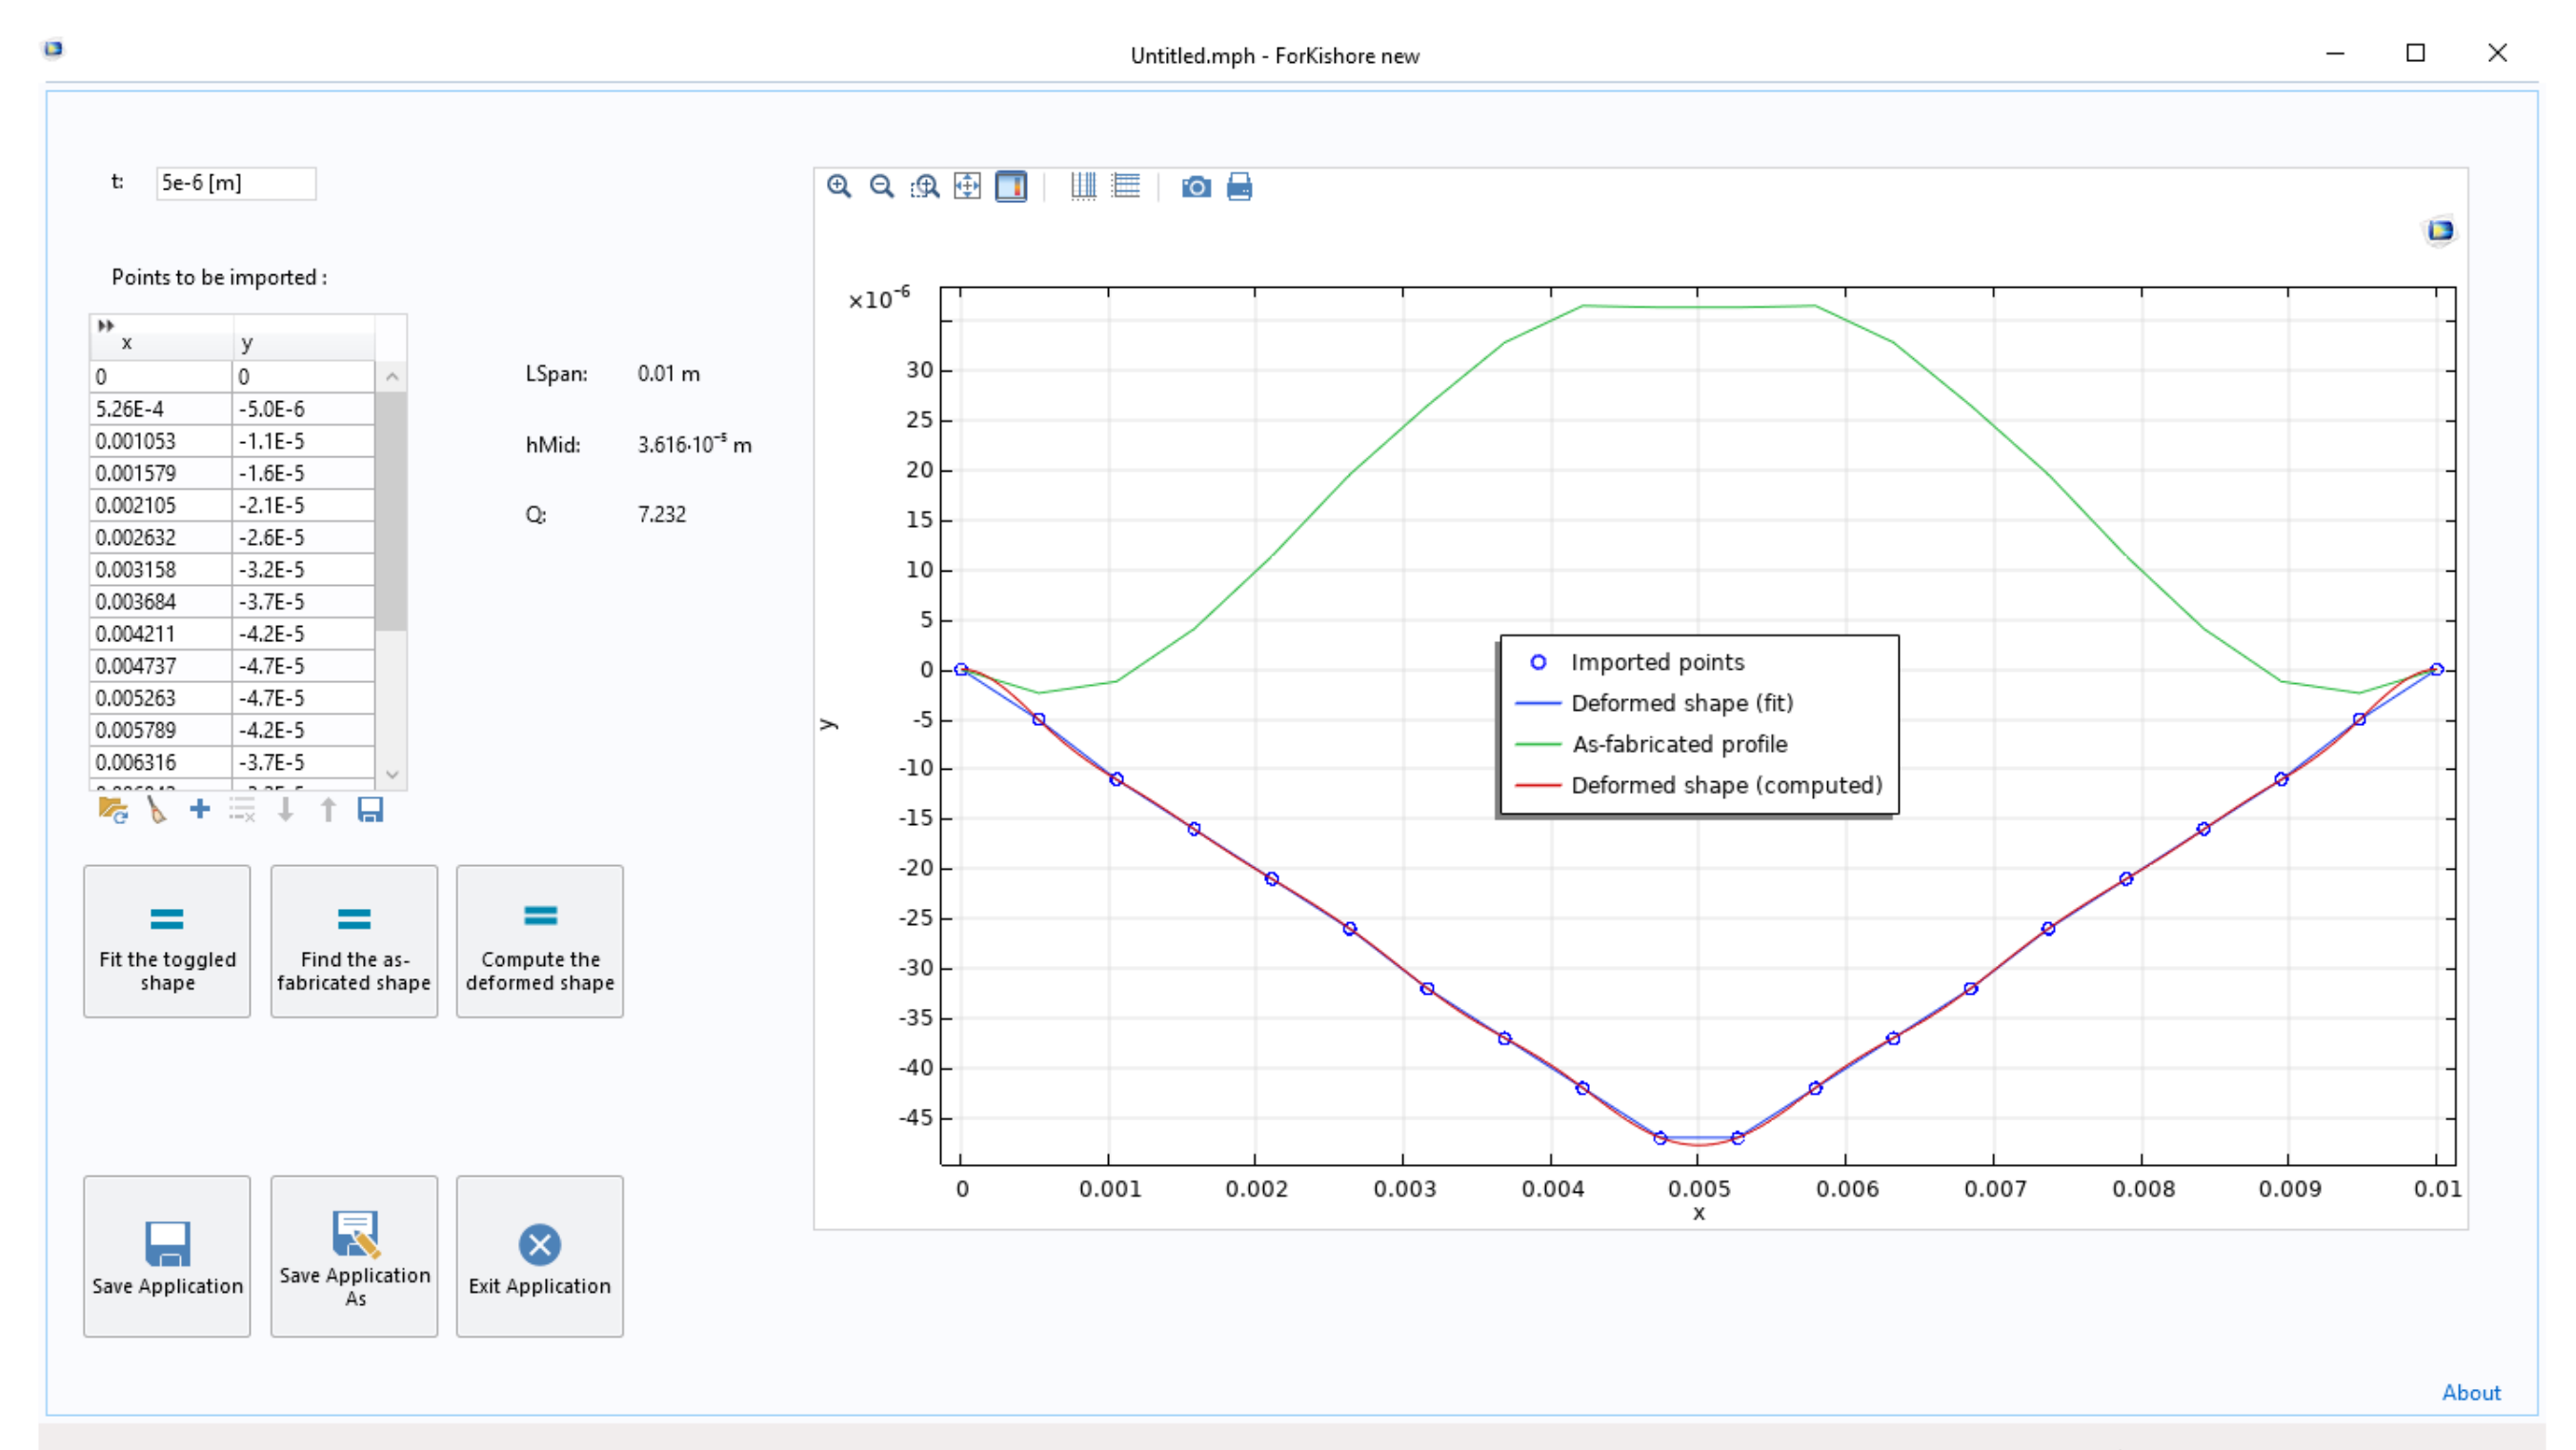 Untitled.mph - ForKishore new
t: 5e-6 [m]
Points to be imported :
x y
0 0
5.26E-4 -5.0E-6
0.001053 -1.1E-5
0.001579 -1.6E-5
0.002105 -2.1E-5
0.002632 -2.6E-5
0.003158 -3.2E-5
0.003684 -3.7E-5
0.004211 -4.2E-5
0.004737 -4.7E-5
0.005263 -4.7E-5
0.005789 -4.2E-5
0.006316 -3.7E-5
LSpan: 0.01 m
hMid: 3.616·10⁻⁵ m
Q: 7.232
Fit the toggled
shape
Find the as-
fabricated shape
Compute the
deformed shape
Save Application
Save Application
As
Exit Application
×10⁻⁶
30
25
20
15
10
5
0
-5
-10
-15
-20
-25
-30
-35
-40
-45
y
Imported points
Deformed shape (fit)
As-fabricated profile
Deformed shape (computed)
0 0.001 0.002 0.003 0.004 0.005 0.006 0.007 0.008 0.009 0.01
x
About